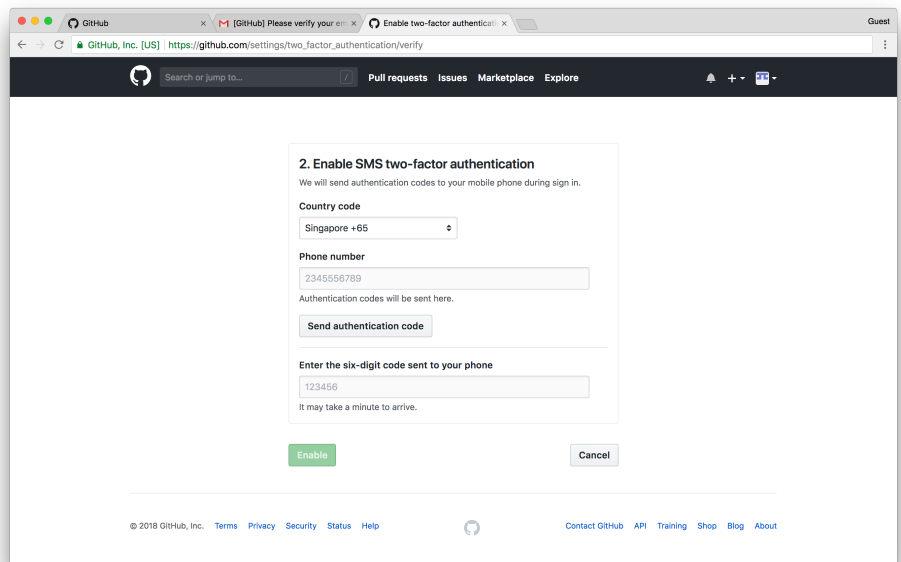 GitHub
[GitHub] Please verify your em
Enable two-factor authenticati
Guest
GitHub, Inc. [US] | https://github.com/settings/two_factor_authentication/verify
Search or jump to... /
Pull requests Issues Marketplace Explore
2. Enable SMS two-factor authentication
We will send authentication codes to your mobile phone during sign in.
Country code
Singapore +65
Phone number
2345556789
Authentication codes will be sent here.
Send authentication code
Enter the six-digit code sent to your phone
123456
It may take a minute to arrive.
Enable Cancel
© 2018 GitHub, Inc. Terms Privacy Security Status Help Contact GitHub API Training Shop Blog About